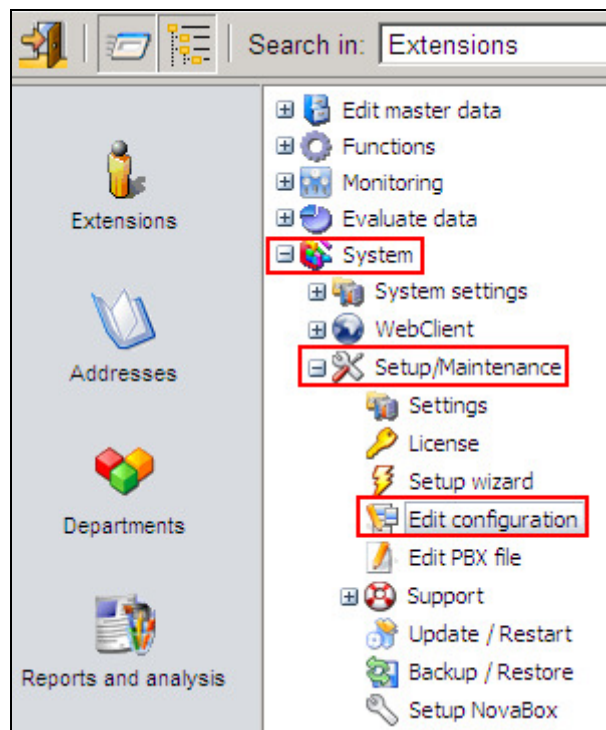 Search in: Extensions
Extensions
Addresses
Departments
Reports and analysis
Edit master data
Functions
Monitoring
Evaluate data
System
System settings
WebClient
Setup/Maintenance
Settings
License
Setup wizard
Edit configuration
Edit PBX file
Support
Update / Restart
Backup / Restore
Setup NovaBox